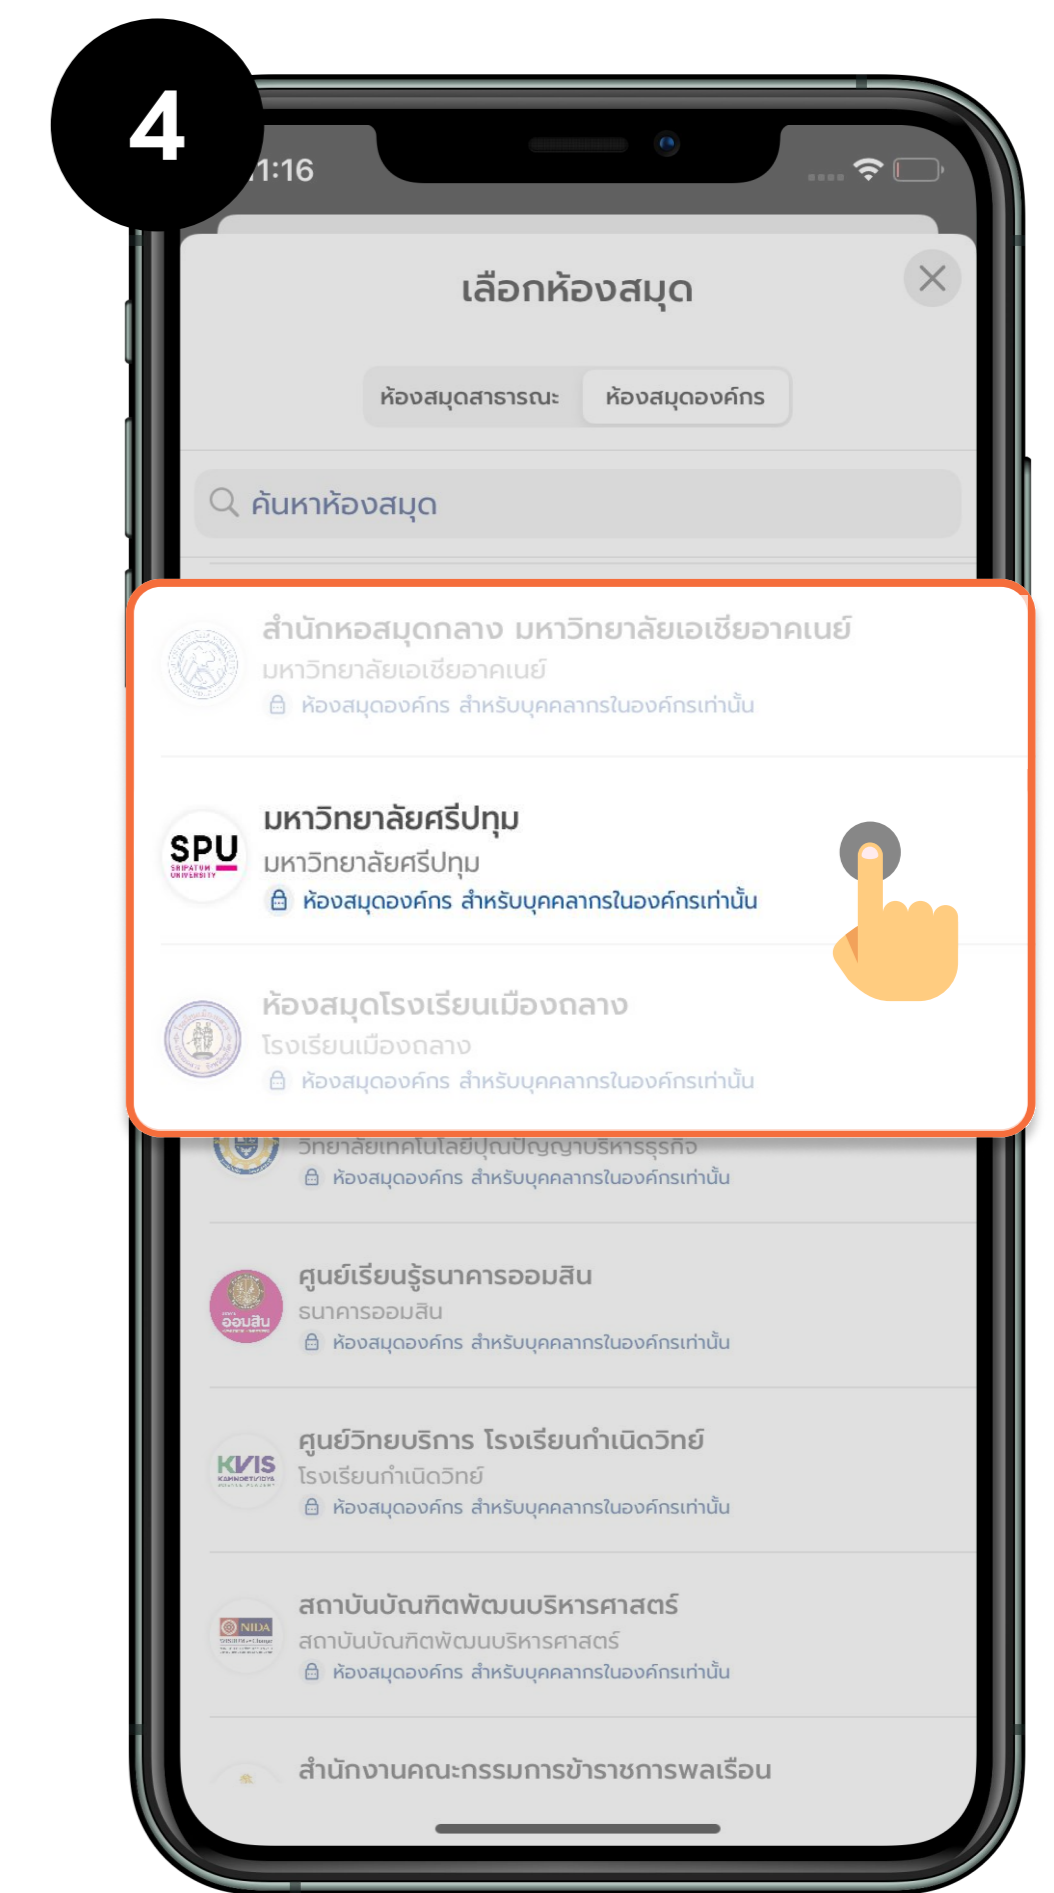 4
1:16
เลือกห้องสมุด
ห้องสมุดสาธารณะ ห้องสมุดองค์กร
ค้นหาห้องสมุด
สำนักหอสมุดกลาง มหาวิทยาลัยเอเชียอาคเนย์
มหาวิทยาลัยเอเชียอาคเนย์
ห้องสมุดองค์กร สำหรับบุคคลากรในองค์กรเท่านั้น
มหาวิทยาลัยศรีปทุม
SPU
SRIPATUM
UNIVERSITY
มหาวิทยาลัยศรีปทุม
ห้องสมุดองค์กร สำหรับบุคคลากรในองค์กรเท่านั้น
ห้องสมุดโรงเรียนเมืองถลาง
โรงเรียนเมืองถลาง
ห้องสมุดองค์กร สำหรับบุคคลากรในองค์กรเท่านั้น
วิทยาลัยเทคโนโลยีปุณปัญญาบริหารธุรกิจ
ห้องสมุดองค์กร สำหรับบุคคลากรในองค์กรเท่านั้น
ศูนย์เรียนรู้ธนาคารออมสิน
ออมสิน
ธนาคารออมสิน
ห้องสมุดองค์กร สำหรับบุคคลากรในองค์กรเท่านั้น
ศูนย์วิทยบริการ โรงเรียนกำเนิดวิทย์
KVIS
KAMNOETVIDYA
โรงเรียนกำเนิดวิทย์
ห้องสมุดองค์กร สำหรับบุคคลากรในองค์กรเท่านั้น
สถาบันบัณฑิตพัฒนบริหารศาสตร์
NIDA
สถาบันบัณฑิตพัฒนบริหารศาสตร์
ห้องสมุดองค์กร สำหรับบุคคลากรในองค์กรเท่านั้น
สำนักงานคณะกรรมการข้าราชการพลเรือน